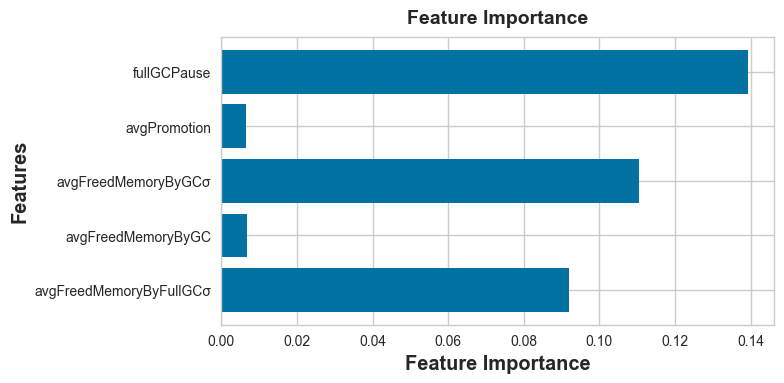 Feature Importance
fullGCPause
avgPromotion
avgFreedMemoryByGCσ
avgFreedMemoryByGC
avgFreedMemoryByFullGCσ
Features
0.00 0.02 0.04 0.06 0.08 0.10 0.12 0.14
Feature Importance